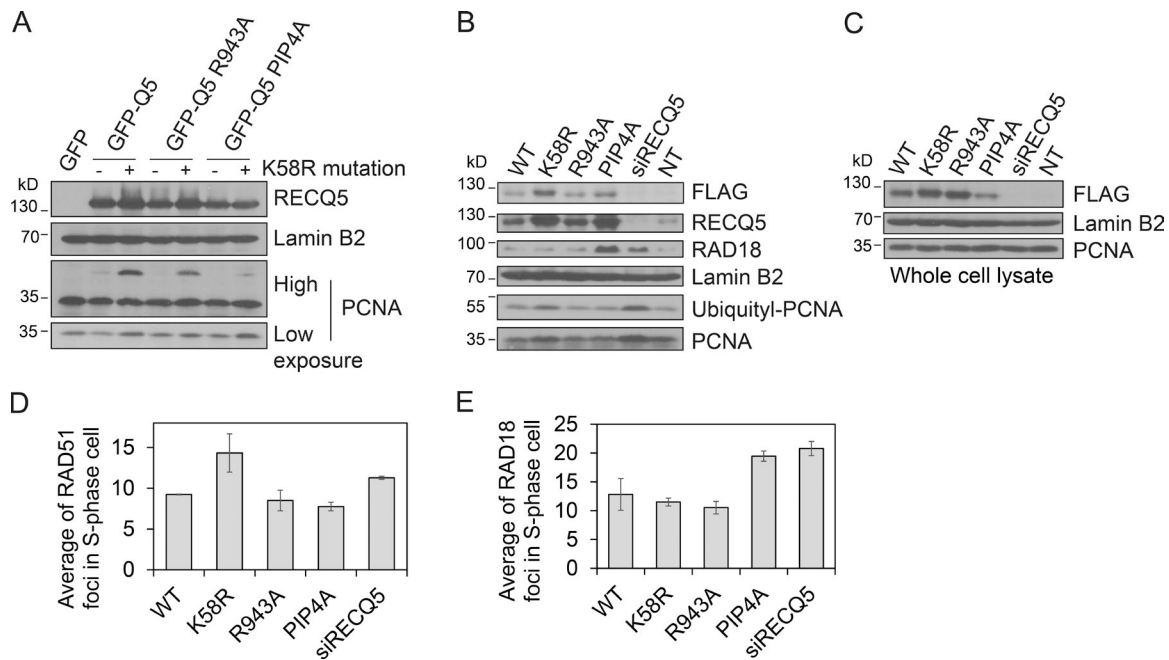 A
GFP
GFP-Q5
GFP-Q5 R943A
GFP-Q5 PIP4A
kD
- + - + - + K58R mutation
130
RECQ5
70
Lamin B2
High
35
PCNA
35
Low
exposure
B
WT
K58R
R943A
PIP4A
siRECQ5
NT
kD
130
FLAG
130
RECQ5
100
RAD18
70
Lamin B2
55
Ubiquityl-PCNA
35
PCNA
C
WT
K58R
R943A
PIP4A
siRECQ5
NT
kD
130
FLAG
70
Lamin B2
35
PCNA
Whole cell lysate
D
Average of RAD51
foci in S-phase cell
15
10
5
0
WT
K58R
R943A
PIP4A
siRECQ5
E
Average of RAD18
foci in S-phase cell
25
20
15
10
5
0
WT
K58R
R943A
PIP4A
siRECQ5